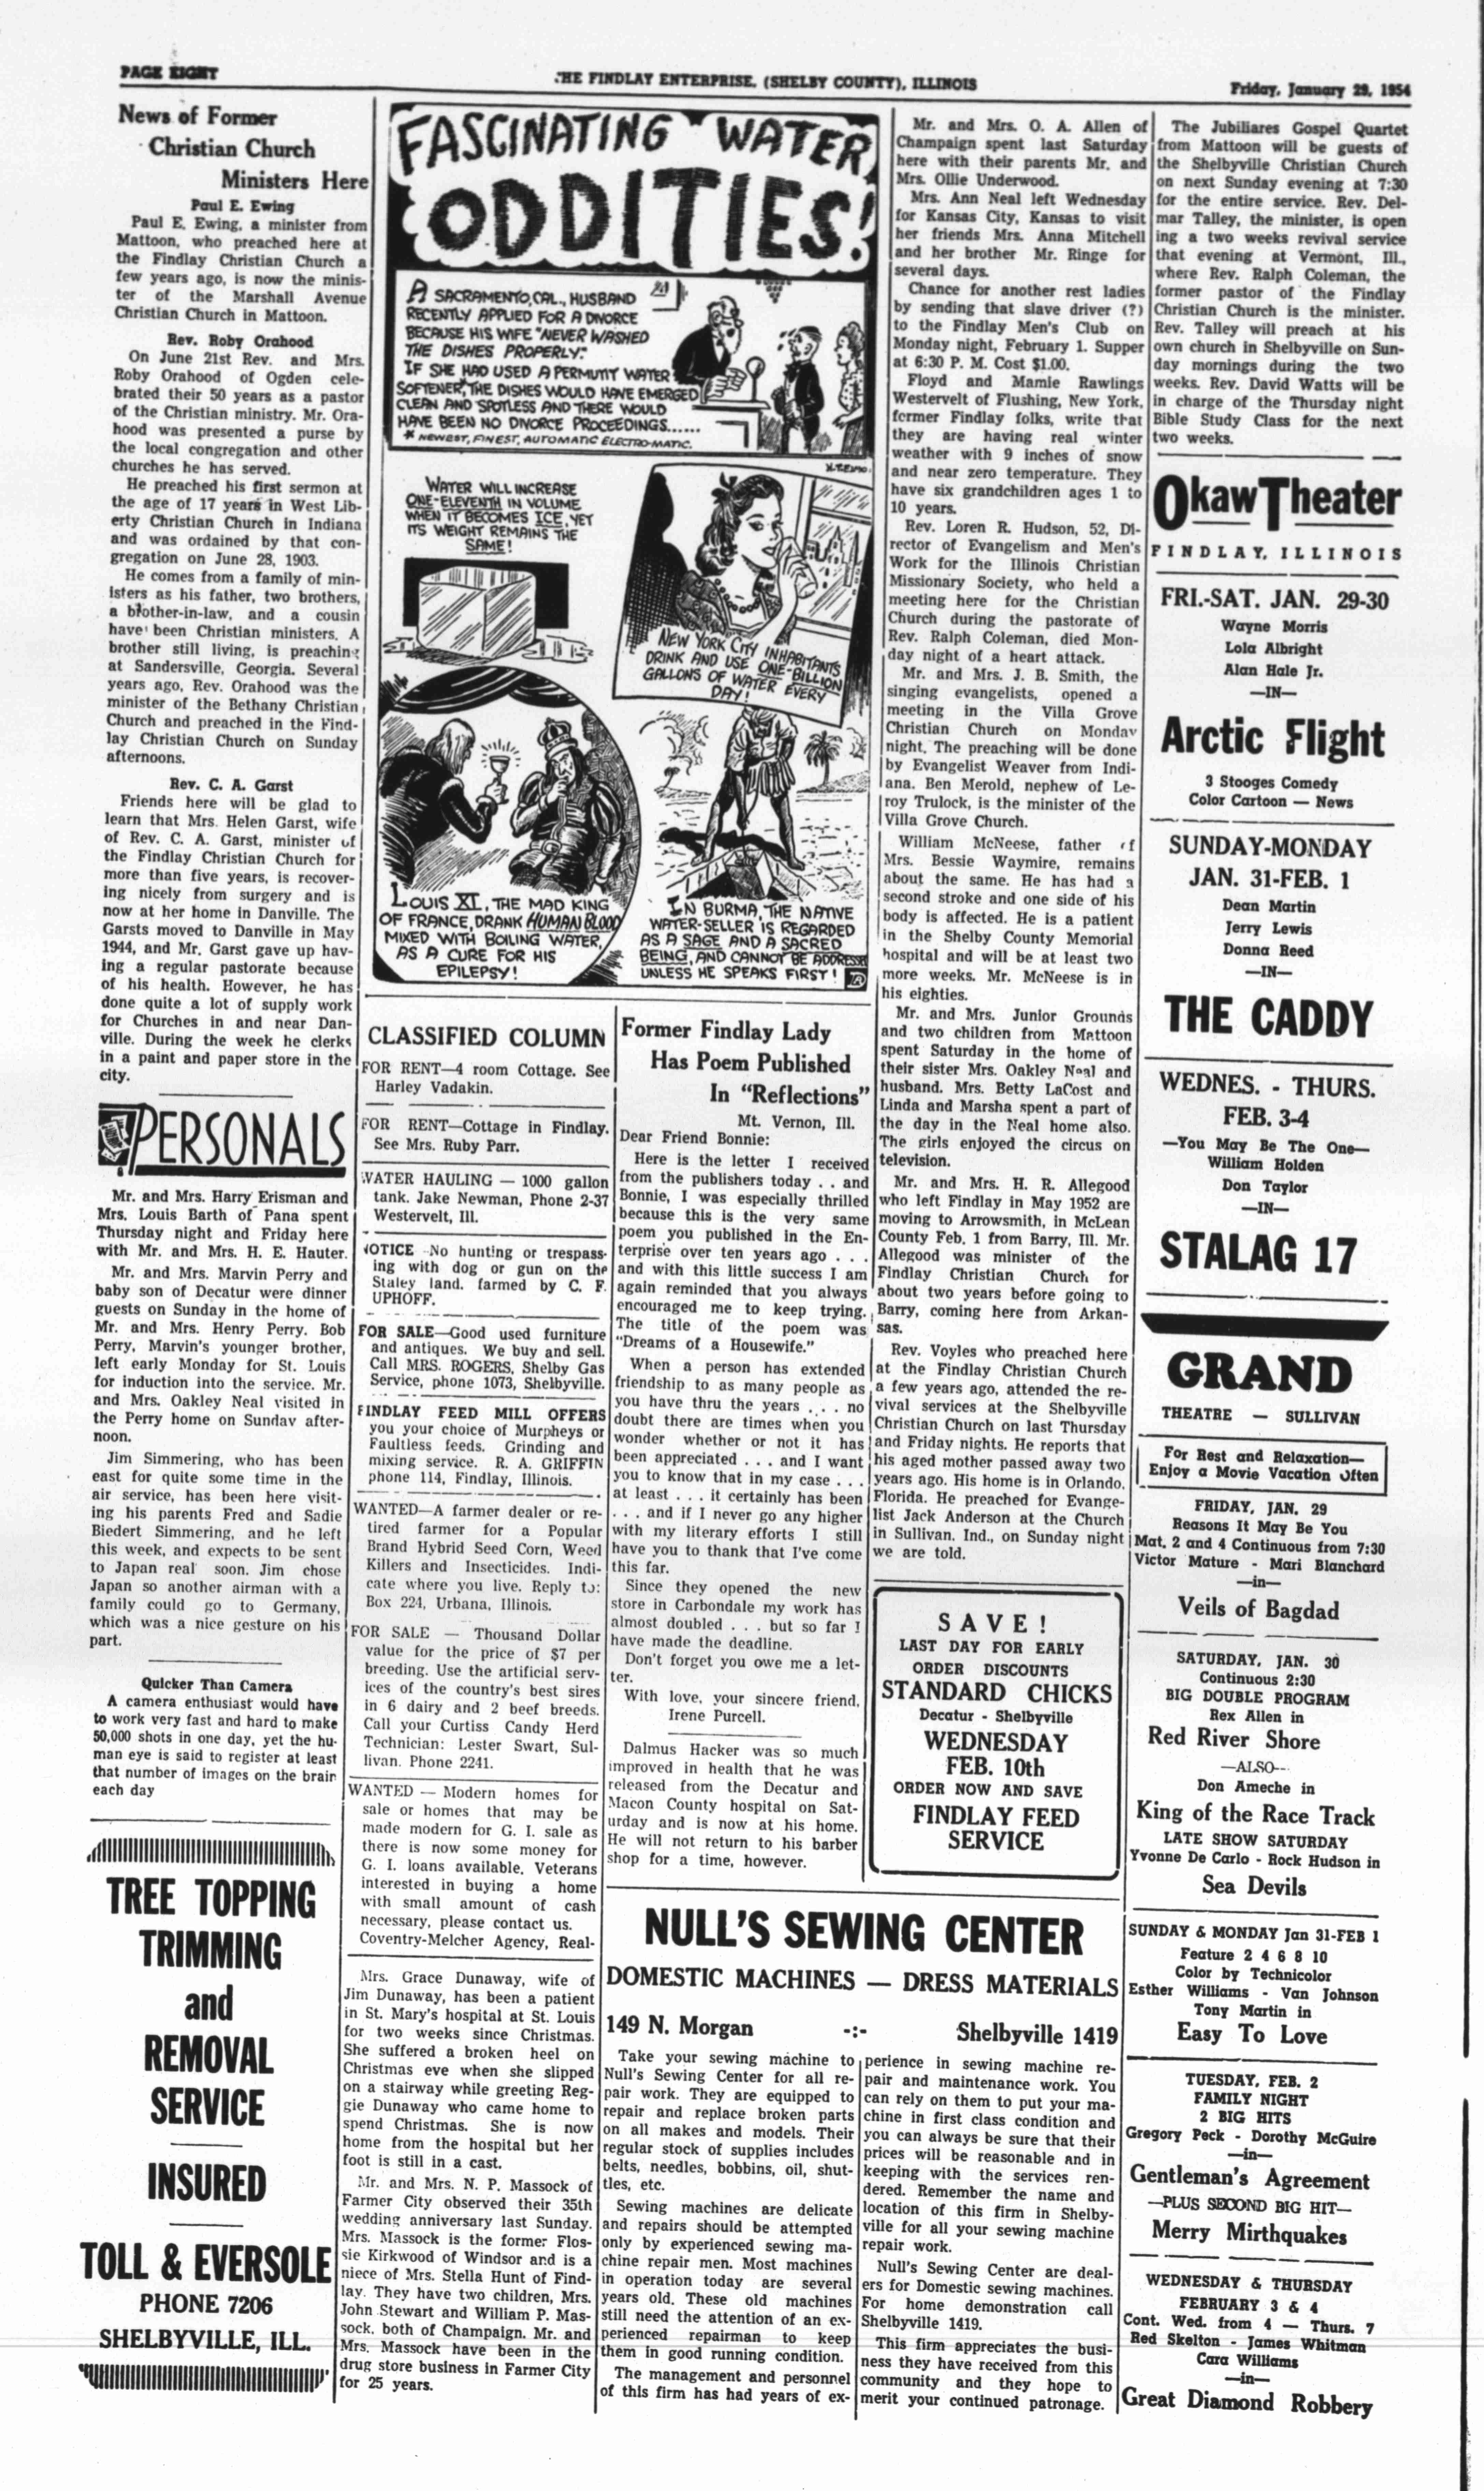 PAGE EIGHT
THE FINDLAY ENTERPRISE, (SHELBY COUNTY), ILLINOIS
Friday, January 29, 1954
News of Former
Christian Church
Ministers Here
Paul E. Ewing
Paul E. Ewing, a minister from
Mattoon, who preached here at
the Findlay Christian Church a
few years ago, is now the minis-
ter of the Marshall Avenue
Christian Church in Mattoon.
Rev. Roby Orahood
On June 21st Rev. and Mrs.
Roby Orahood of Ogden cele-
brated their 50 years as a pastor
of the Christian ministry. Mr. Ora-
hood was presented a purse by
the local congregation and other
churches he has served.
He preached his first sermon at
the age of 17 years in West Lib-
erty Christian Church in Indiana
and was ordained by that con-
gregation on June 28, 1903.
He comes from a family of min-
isters as his father, two brothers,
a brother-in-law, and a cousin
have been Christian ministers. A
brother still living, is preaching
at Sandersville, Georgia. Several
years ago, Rev. Orahood was the
minister of the Bethany Christian
Church and preached in the Find-
lay Christian Church on Sunday
afternoons.
Rev. C. A. Garst
Friends here will be glad to
learn that Mrs. Helen Garst, wife
of Rev. C. A. Garst, minister of
the Findlay Christian Church for
more than five years, is recover-
ing nicely from surgery and is
now at her home in Danville. The
Garsts moved to Danville in May
1944, and Mr. Garst gave up hav-
ing a regular pastorate because
of his health. However, he has
done quite a lot of supply work
for Churches in and near Dan-
ville. During the week he clerks
in a paint and paper store in the
city.
PERSONALS
Mr. and Mrs. Harry Erisman and
Mrs. Louis Barth of Pana spent
Thursday night and Friday here
with Mr. and Mrs. H. E. Hauter.
Mr. and Mrs. Marvin Perry and
baby son of Decatur were dinner
guests on Sunday in the home of
Mr. and Mrs. Henry Perry. Bob
Perry, Marvin's younger brother,
left early Monday for St. Louis
for induction into the service. Mr.
and Mrs. Oakley Neal visited in
the Perry home on Sunday after-
noon.
Jim Simmering, who has been
east for quite some time in the
air service, has been here visit-
ing his parents Fred and Sadie
Biedert Simmering, and he left
this week, and expects to be sent
to Japan real soon. Jim chose
Japan so another airman with a
family could go to Germany,
which was a nice gesture on his
part.
Quicker Than Camera
A camera enthusiast would have
to work very fast and hard to make
50,000 shots in one day, yet the hu-
man eye is said to register at least
that number of images on the brain
each day
TREE TOPPING
TRIMMING
and
REMOVAL
SERVICE
INSURED
TOLL & EVERSOLE
PHONE 7206
SHELBYVILLE, ILL.
FASCINATING WATER
ODDITIES!
A SACRAMENTO, CAL., HUSBAND
RECENTLY APPLIED FOR A DIVORCE
BECAUSE HIS WIFE "NEVER WASHED
THE DISHES PROPERLY."
IF SHE HAD USED A PERMUTIT WATER
SOFTENER,* THE DISHES WOULD HAVE EMERGED
CLEAN AND SPOTLESS AND THERE WOULD
HAVE BEEN NO DIVORCE PROCEEDINGS......
* NEWEST, FINEST, AUTOMATIC ELECTRO-MATIC.
WATER WILL INCREASE
ONE-ELEVENTH IN VOLUME
WHEN IT BECOMES ICE, YET
ITS WEIGHT REMAINS THE
SAME!
NEW YORK CITY INHABITANTS
DRINK AND USE ONE-BILLION
GALLONS OF WATER EVERY
DAY!
LOUIS XI, THE MAD KING
OF FRANCE, DRANK HUMAN BLOOD
MIXED WITH BOILING WATER,
AS A CURE FOR HIS
EPILEPSY!
IN BURMA, THE NATIVE
WATER-SELLER IS REGARDED
AS A SAGE AND A SACRED
BEING, AND CANNOT BE ADDRESSED
UNLESS HE SPEAKS FIRST!
CLASSIFIED COLUMN
FOR RENT—4 room Cottage. See
Harley Vadakin.
FOR RENT—Cottage in Findlay.
See Mrs. Ruby Parr.
WATER HAULING — 1000 gallon
tank. Jake Newman, Phone 2-37
Westervelt, Ill.
NOTICE—No hunting or trespass-
ing with dog or gun on the
Staley land. farmed by C. F.
UPHOFF.
FOR SALE—Good used furniture
and antiques. We buy and sell.
Call MRS. ROGERS, Shelby Gas
Service, phone 1073, Shelbyville.
FINDLAY FEED MILL OFFERS
you your choice of Murpheys or
Faultless feeds. Grinding and
mixing service. R. A. GRIFFIN
phone 114, Findlay, Illinois.
WANTED—A farmer dealer or re-
tired farmer for a Popular
Brand Hybrid Seed Corn, Weed
Killers and Insecticides. Indi-
cate where you live. Reply to:
Box 224, Urbana, Illinois.
FOR SALE — Thousand Dollar
value for the price of $7 per
breeding. Use the artificial serv-
ices of the country's best sires
in 6 dairy and 2 beef breeds.
Call your Curtiss Candy Herd
Technician: Lester Swart, Sul-
livan. Phone 2241.
WANTED — Modern homes for
sale or homes that may be
made modern for G. I. sale as
there is now some money for
G. I. loans available. Veterans
interested in buying a home
with small amount of cash
necessary, please contact us.
Coventry-Melcher Agency, Real-
Mrs. Grace Dunaway, wife of
Jim Dunaway, has been a patient
in St. Mary's hospital at St. Louis
for two weeks since Christmas.
She suffered a broken heel on
Christmas eve when she slipped
on a stairway while greeting Reg-
gie Dunaway who came home to
spend Christmas. She is now
home from the hospital but her
foot is still in a cast.
Mr. and Mrs. N. P. Massock of
Farmer City observed their 35th
wedding anniversary last Sunday.
Mrs. Massock is the former Flos-
sie Kirkwood of Windsor and is a
niece of Mrs. Stella Hunt of Find-
lay. They have two children, Mrs.
John Stewart and William P. Mas-
sock, both of Champaign. Mr. and
Mrs. Massock have been in the
drug store business in Farmer City
for 25 years.
Former Findlay Lady
Has Poem Published
In "Reflections"
Mt. Vernon, Ill.
Dear Friend Bonnie:
Here is the letter I received
from the publishers today . . and
Bonnie, I was especially thrilled
because this is the very same
poem you published in the En-
terprise over ten years ago . . .
and with this little success I am
again reminded that you always
encouraged me to keep trying.
The title of the poem was
"Dreams of a Housewife."
When a person has extended
friendship to as many people as
you have thru the years . . . no
doubt there are times when you
wonder whether or not it has
been appreciated . . . and I want
you to know that in my case . . .
at least . . . it certainly has been
. . . and if I never go any higher
with my literary efforts I still
have you to thank that I've come
this far.
Since they opened the new
store in Carbondale my work has
almost doubled . . . but so far I
have made the deadline.
Don't forget you owe me a let-
ter.
With love, your sincere friend,
Irene Purcell.
Dalmus Hacker was so much
improved in health that he was
released from the Decatur and
Macon County hospital on Sat-
urday and is now at his home.
He will not return to his barber
shop for a time, however.
Mr. and Mrs. O. A. Allen of
Champaign spent last Saturday
here with their parents Mr. and
Mrs. Ollie Underwood.
Mrs. Ann Neal left Wednesday
for Kansas City, Kansas to visit
her friends Mrs. Anna Mitchell
and her brother Mr. Ringe for
several days.
Chance for another rest ladies
by sending that slave driver (?)
to the Findlay Men's Club on
Monday night, February 1. Supper
at 6:30 P. M. Cost $1.00.
Floyd and Mamie Rawlings
Westervelt of Flushing, New York,
former Findlay folks, write that
they are having real winter
weather with 9 inches of snow
and near zero temperature. They
have six grandchildren ages 1 to
10 years.
Rev. Loren R. Hudson, 52, Di-
rector of Evangelism and Men's
Work for the Illinois Christian
Missionary Society, who held a
meeting here for the Christian
Church during the pastorate of
Rev. Ralph Coleman, died Mon-
day night of a heart attack.
Mr. and Mrs. J. B. Smith, the
singing evangelists, opened a
meeting in the Villa Grove
Christian Church on Monday
night. The preaching will be done
by Evangelist Weaver from Indi-
ana. Ben Merold, nephew of Le-
roy Trulock, is the minister of the
Villa Grove Church.
William McNeese, father of
Mrs. Bessie Waymire, remains
about the same. He has had a
second stroke and one side of his
body is affected. He is a patient
in the Shelby County Memorial
hospital and will be at least two
more weeks. Mr. McNeese is in
his eighties.
Mr. and Mrs. Junior Grounds
and two children from Mattoon
spent Saturday in the home of
their sister Mrs. Oakley Neal and
husband. Mrs. Betty LaCost and
Linda and Marsha spent a part of
the day in the Neal home also.
The girls enjoyed the circus on
television.
Mr. and Mrs. H. R. Allegood
who left Findlay in May 1952 are
moving to Arrowsmith, in McLean
County Feb. 1 from Barry, Ill. Mr.
Allegood was minister of the
Findlay Christian Church for
about two years before going to
Barry, coming here from Arkan-
sas.
Rev. Voyles who preached here
at the Findlay Christian Church
a few years ago, attended the re-
vival services at the Shelbyville
Christian Church on last Thursday
and Friday nights. He reports that
his aged mother passed away two
years ago. His home is in Orlando,
Florida. He preached for Evange-
list Jack Anderson at the Church
in Sullivan. Ind., on Sunday night
we are told.
SAVE!
LAST DAY FOR EARLY
ORDER DISCOUNTS
STANDARD CHICKS
Decatur - Shelbyville
WEDNESDAY
FEB. 10th
ORDER NOW AND SAVE
FINDLAY FEED
SERVICE
NULL'S SEWING CENTER
DOMESTIC MACHINES — DRESS MATERIALS
149 N. Morgan -:- Shelbyville 1419
Take your sewing machine to
Null's Sewing Center for all re-
pair work. They are equipped to
repair and replace broken parts
on all makes and models. Their
regular stock of supplies includes
belts, needles, bobbins, oil, shut-
tles, etc.
Sewing machines are delicate
and repairs should be attempted
only by experienced sewing ma-
chine repair men. Most machines
in operation today are several
years old. These old machines
still need the attention of an ex-
perienced repairman to keep
them in good running condition.
The management and personnel
of this firm has had years of ex-
perience in sewing machine re-
pair and maintenance work. You
can rely on them to put your ma-
chine in first class condition and
you can always be sure that their
prices will be reasonable and in
keeping with the services ren-
dered. Remember the name and
location of this firm in Shelby-
ville for all your sewing machine
repair work.
Null's Sewing Center are deal-
ers for Domestic sewing machines.
For home demonstration call
Shelbyville 1419.
This firm appreciates the busi-
ness they have received from this
community and they hope to
merit your continued patronage.
The Jubiliares Gospel Quartet
from Mattoon will be guests of
the Shelbyville Christian Church
on next Sunday evening at 7:30
for the entire service. Rev. Del-
mar Talley, the minister, is open
ing a two weeks revival service
that evening at Vermont, Ill.,
where Rev. Ralph Coleman, the
former pastor of the Findlay
Christian Church is the minister.
Rev. Talley will preach at his
own church in Shelbyville on Sun-
day mornings during the two
weeks. Rev. David Watts will be
in charge of the Thursday night
Bible Study Class for the next
two weeks.
Okaw Theater
FINDLAY, ILLINOIS
FRI.-SAT. JAN. 29-30
Wayne Morris
Lola Albright
Alan Hale Jr.
—IN—
Arctic Flight
3 Stooges Comedy
Color Cartoon — News
SUNDAY-MONDAY
JAN. 31-FEB. 1
Dean Martin
Jerry Lewis
Donna Reed
—IN—
THE CADDY
WEDNES. - THURS.
FEB. 3-4
—You May Be The One—
William Holden
Don Taylor
—IN—
STALAG 17
GRAND
THEATRE — SULLIVAN
For Rest and Relaxation—
Enjoy a Movie Vacation Often
FRIDAY, JAN. 29
Reasons It May Be You
Mat. 2 and 4 Continuous from 7:30
Victor Mature - Mari Blanchard
—in—
Veils of Bagdad
SATURDAY, JAN. 30
Continuous 2:30
BIG DOUBLE PROGRAM
Rex Allen in
Red River Shore
—ALSO—
Don Ameche in
King of the Race Track
LATE SHOW SATURDAY
Yvonne De Carlo - Rock Hudson in
Sea Devils
SUNDAY & MONDAY Jan 31-FEB 1
Feature 2 4 6 8 10
Color by Technicolor
Esther Williams - Van Johnson
Tony Martin in
Easy To Love
TUESDAY, FEB. 2
FAMILY NIGHT
2 BIG HITS
Gregory Peck - Dorothy McGuire
—in—
Gentleman's Agreement
—PLUS SECOND BIG HIT—
Merry Mirthquakes
WEDNESDAY & THURSDAY
FEBRUARY 3 & 4
Cont. Wed. from 4 — Thurs. 7
Red Skelton - James Whitman
Cara Williams
—in—
Great Diamond Robbery